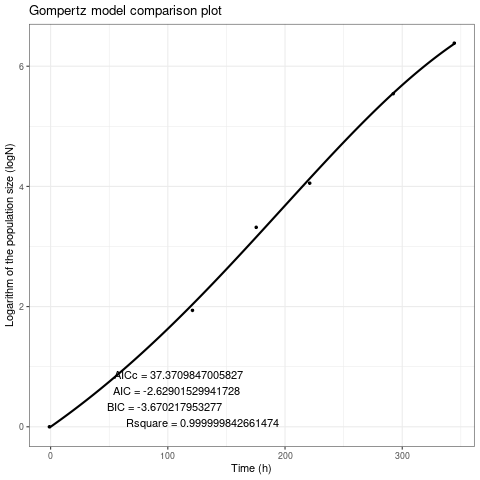 Gompertz model comparison plot
Logarithm of the population size (logN)
6
4
2
0
AICc = 37.3709847005827
AIC = -2.62901529941728
BIC = -3.670217953277
Rsquare = 0.999999842661474
0 100 200 300
Time (h)